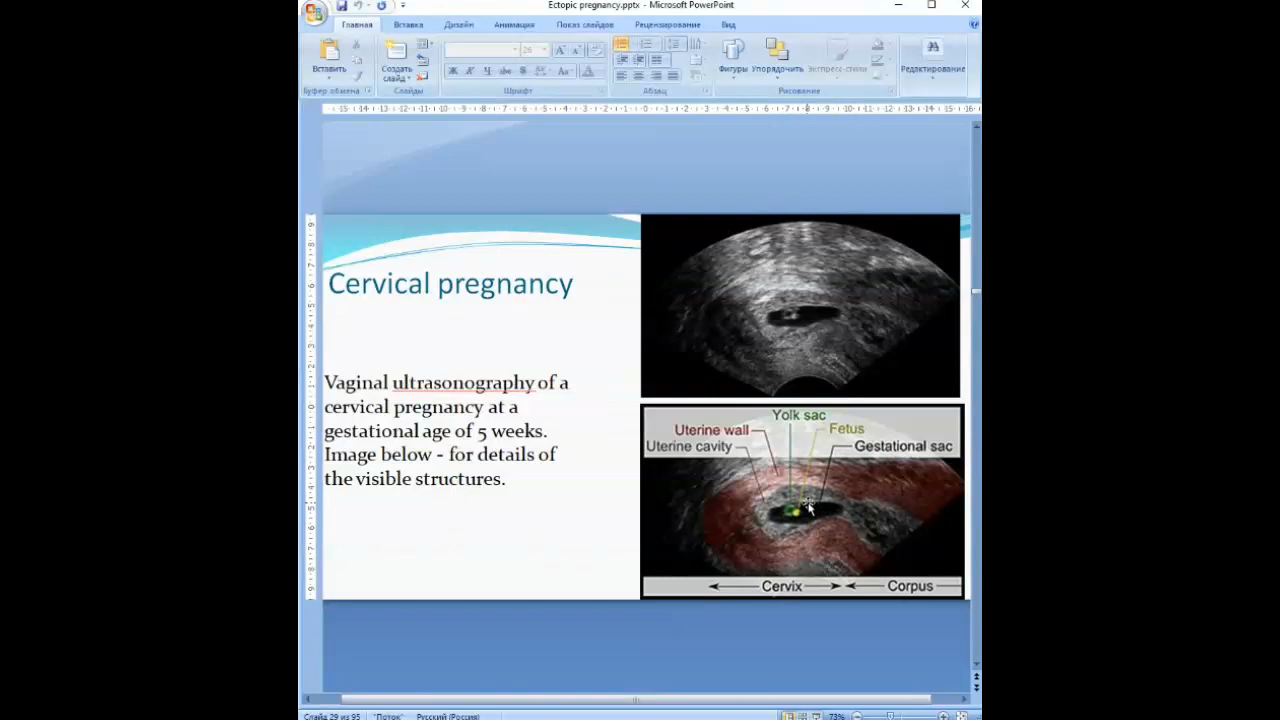 Ectopic pregnancy.pptx - Microsoft PowerPoint
Главная Вставка Дизайн Анимация Показ слайдов Рецензирование Вид
Вставить
Создать слайд
26
Фигуры Упорядочить Экспресс-стили Редактирование
Буфер обмена Слайды Шрифт Абзац Рисование
Cervical pregnancy
Vaginal ultrasonography of a
cervical pregnancy at a
gestational age of 5 weeks.
Image below - for details of
the visible structures.
Yolk sac
Uterine wall Fetus
Uterine cavity Gestational sac
Cervix Corpus
Слайд 29 из 95 "Поток" Русский (Россия) 73%